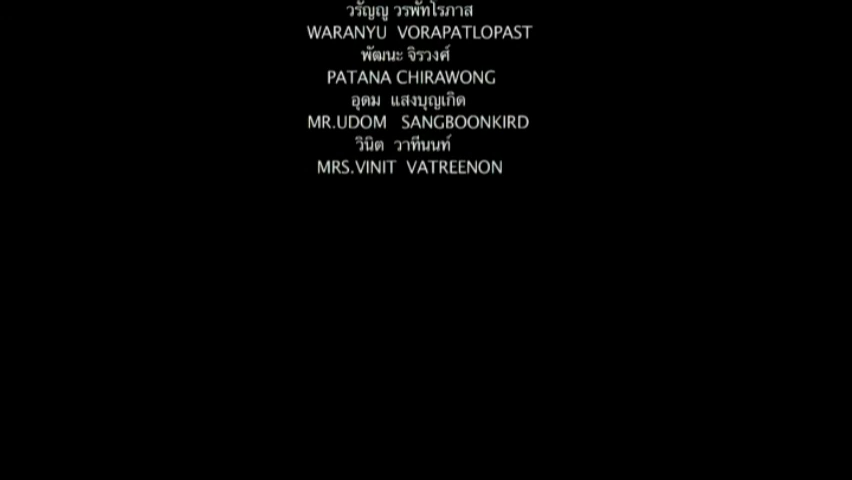 วรัญญู วรพัทโรภาส
WARANYU VORAPATLOPAST
พัฒนะ จิรวงศ์
PATANA CHIRAWONG
อุดม แสงบุญเกิด
MR.UDOM SANGBOONKIRD
วินิต วาทีนนท์
MRS.VINIT VATREENON